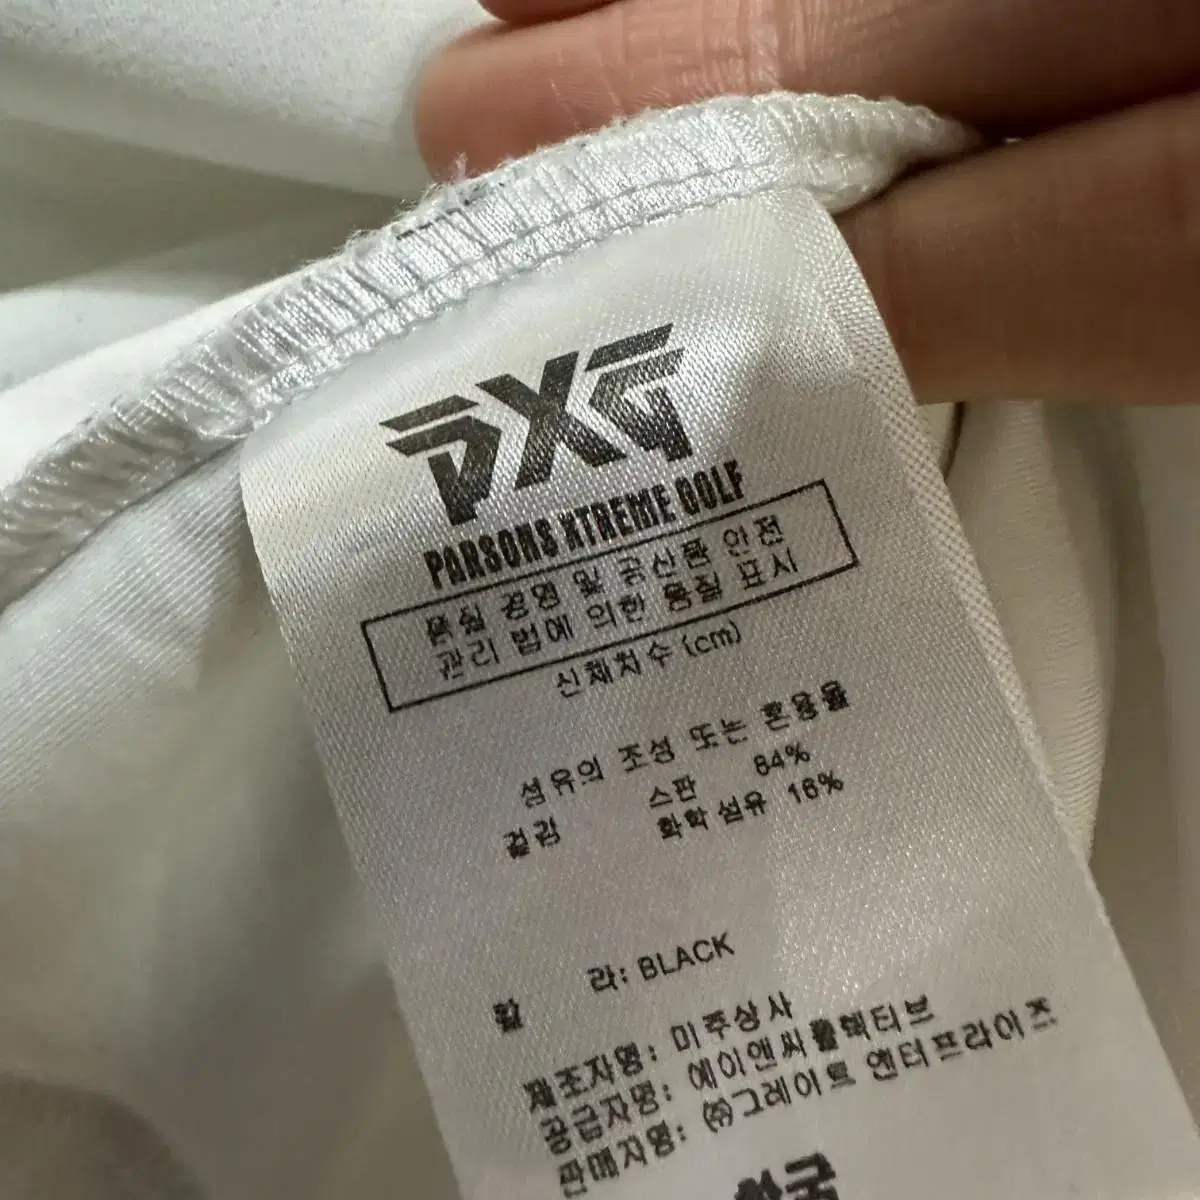 PXG
PARSONS XTREME GOLF
품질 경영 및 공산품 안전
관리 법에 의한 품질 표시
신체치수 (cm)
섬유의 조성 또는 혼용율
스판 84%
겉감 화학 섬유 16%
칼 라: BLACK
제조자명: 미주상사
공급자명: 에이앤씨콜렉티브
판매자명: ㈜그레이트 엔터프라이즈